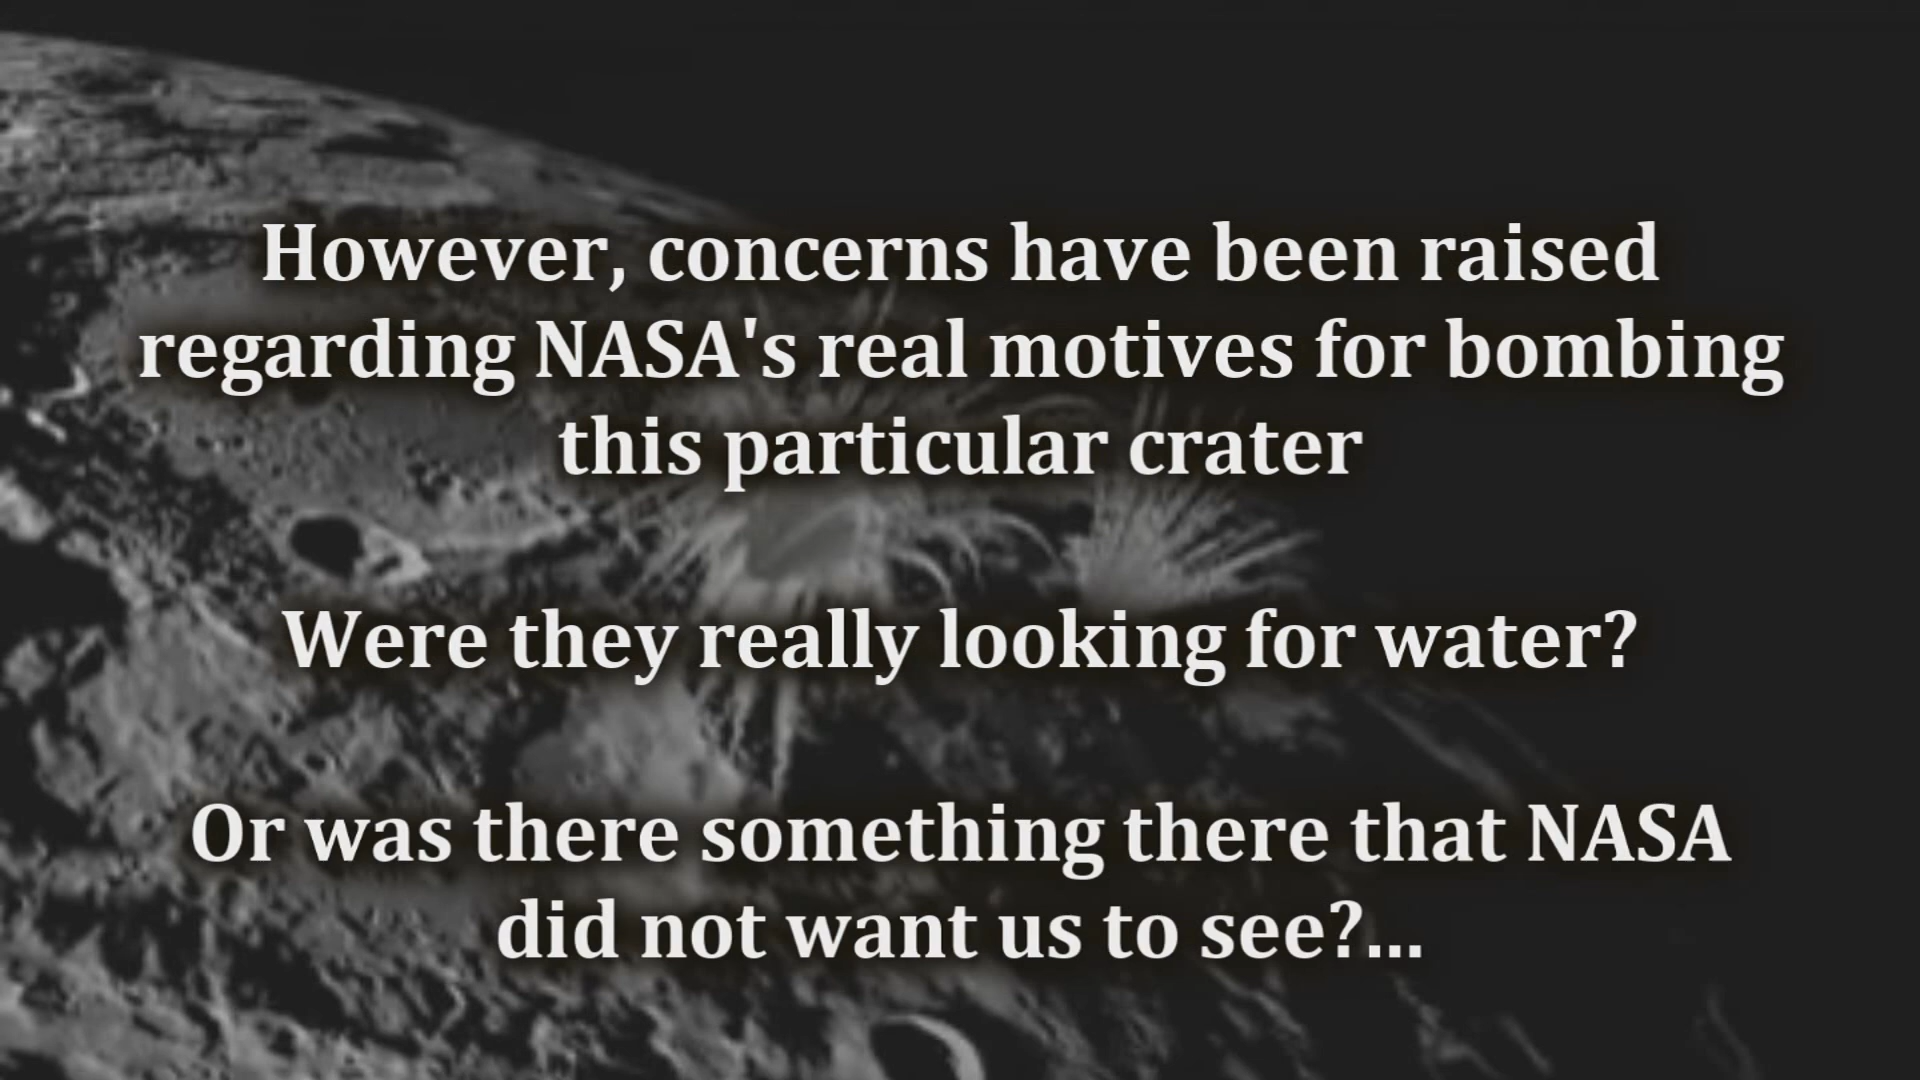 However, concerns have been raised
regarding NASA's real motives for bombing
this particular crater
Were they really looking for water?
Or was there something there that NASA
did not want us to see?...